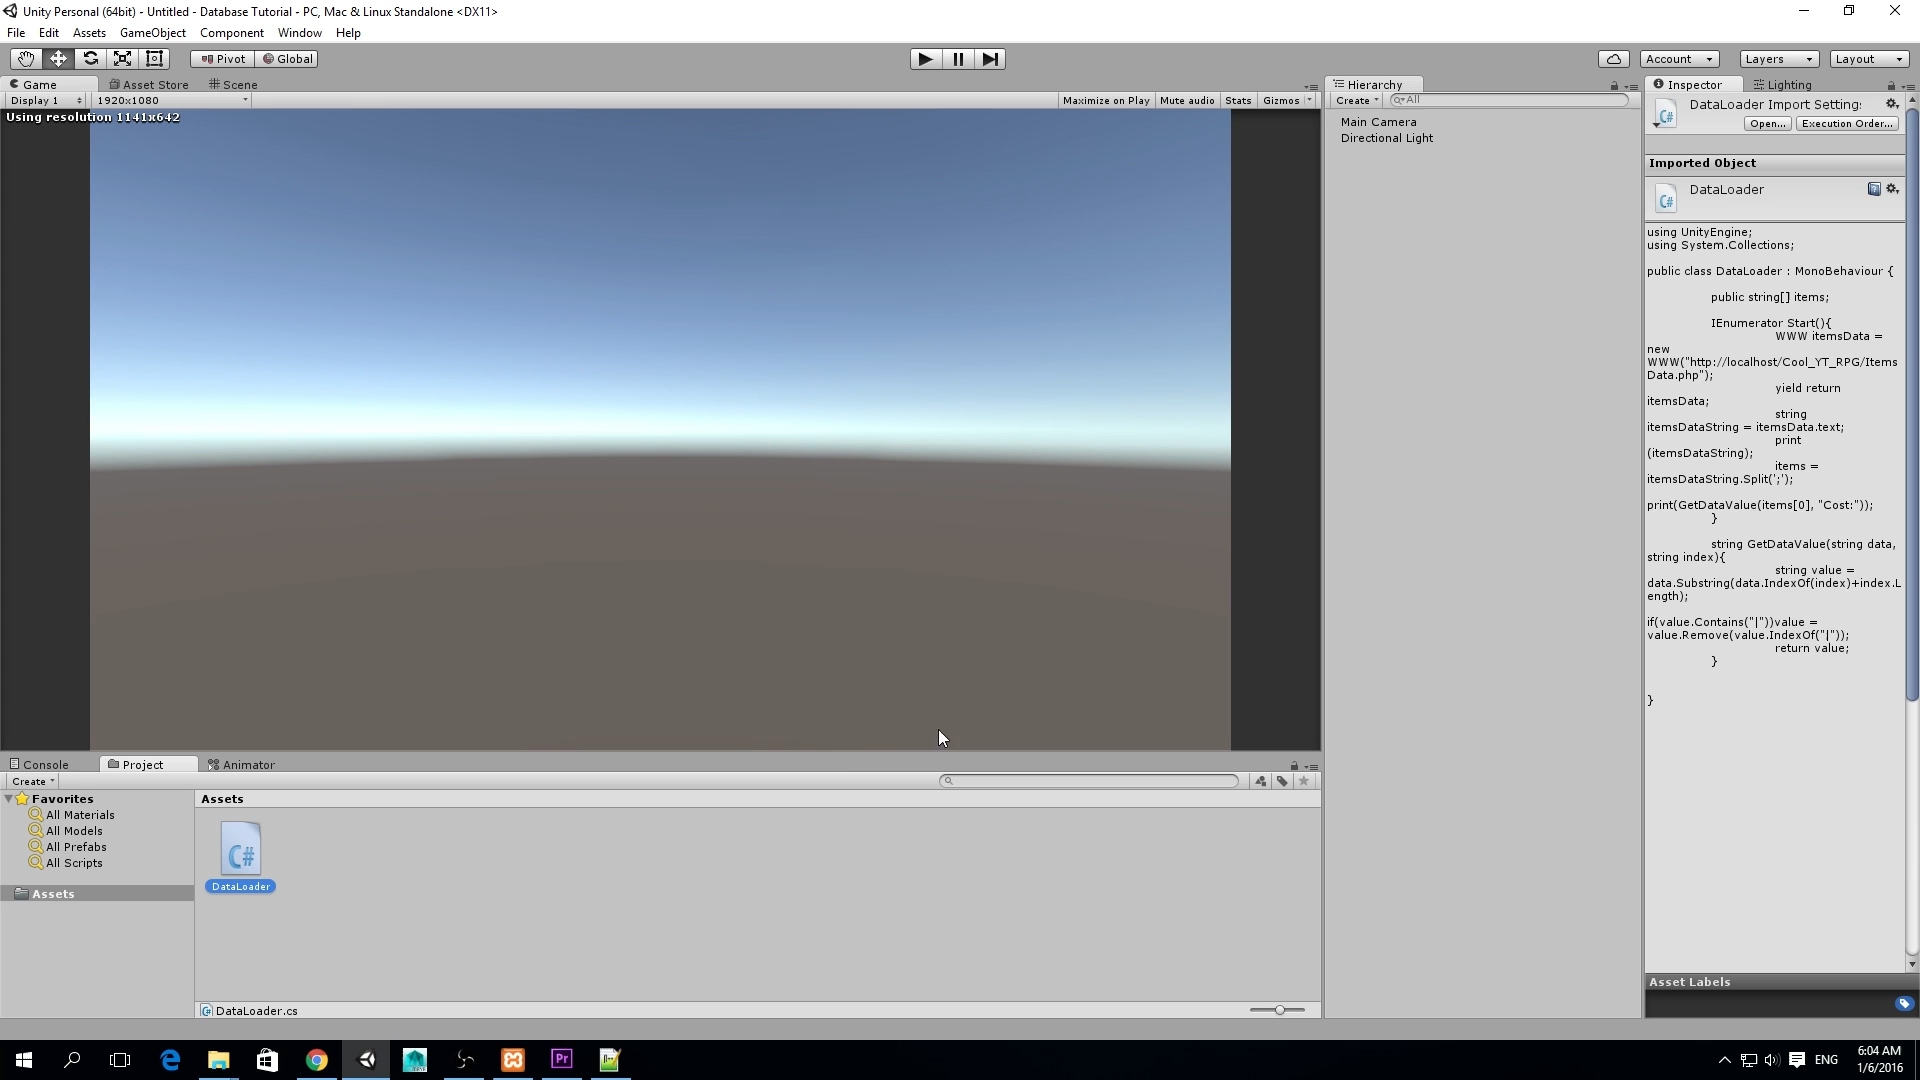 Unity Personal (64bit) - Untitled - Database Tutorial - PC, Mac & Linux Standalone <DX11>
File Edit Assets GameObject Component Window Help
Pivot Global Account Layers Layout
Game Asset Store Scene
Display 1 1920x1080 Maximize on Play Mute audio Stats Gizmos
Using resolution 1141x642
Hierarchy
Create All
Main Camera
Directional Light
Inspector Lighting
DataLoader Import Settings
Open... Execution Order...
Imported Object
DataLoader
using UnityEngine;
using System.Collections;
public class DataLoader : MonoBehaviour {
public string[] items;
IEnumerator Start(){
WWW itemsData =
new
WWW("http://localhost/Cool_YT_RPG/Items
Data.php");
yield return
itemsData;
string
itemsDataString = itemsData.text;
print
(itemsDataString);
items =
itemsDataString.Split(';');
print(GetDataValue(items[0], "Cost:"));
}
string GetDataValue(string data,
string index){
string value =
data.Substring(data.IndexOf(index)+index.L
ength);
if(value.Contains("|"))value =
value.Remove(value.IndexOf("|"));
return value;
}
}
Asset Labels
Console Project Animator
Create
Favorites
All Materials
All Models
All Prefabs
All Scripts
Assets
Assets
C#
DataLoader
DataLoader.cs
Pr
ENG
6:04 AM
1/6/2016